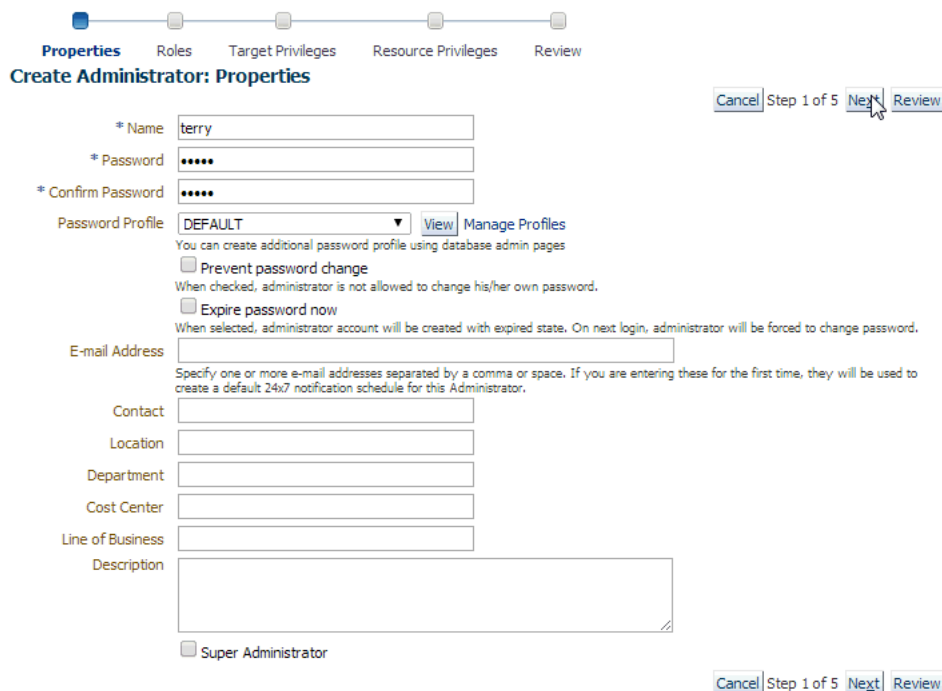 Properties Roles Target Privileges Resource Privileges Review
Create Administrator: Properties
Cancel Step 1 of 5 Next Review
* Name terry
* Password •••••
* Confirm Password •••••
Password Profile DEFAULT View Manage Profiles
You can create additional password profile using database admin pages
Prevent password change
When checked, administrator is not allowed to change his/her own password.
Expire password now
When selected, administrator account will be created with expired state. On next login, administrator will be forced to change password.
E-mail Address
Specify one or more e-mail addresses separated by a comma or space. If you are entering these for the first time, they will be used to
create a default 24x7 notification schedule for this Administrator.
Contact
Location
Department
Cost Center
Line of Business
Description
Super Administrator
Cancel Step 1 of 5 Next Review